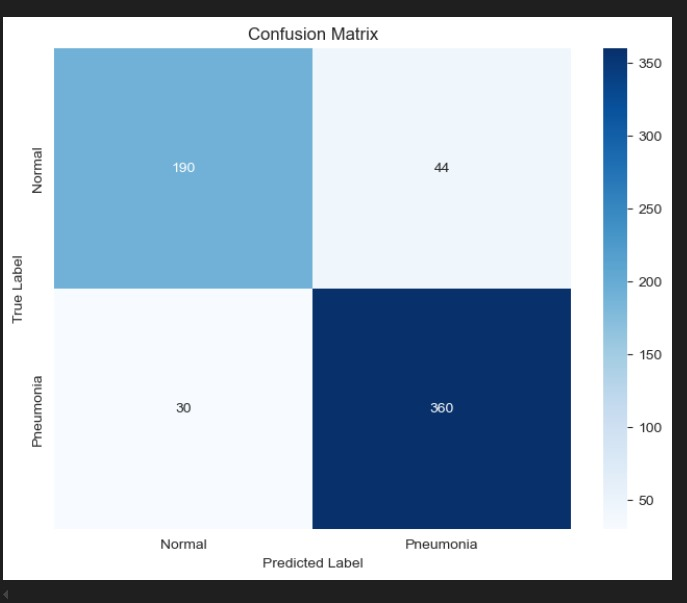 Confusion Matrix
Normal
190
44
True Label
Pneumonia
30
360
Normal
Pneumonia
Predicted Label
350
300
250
200
150
100
50